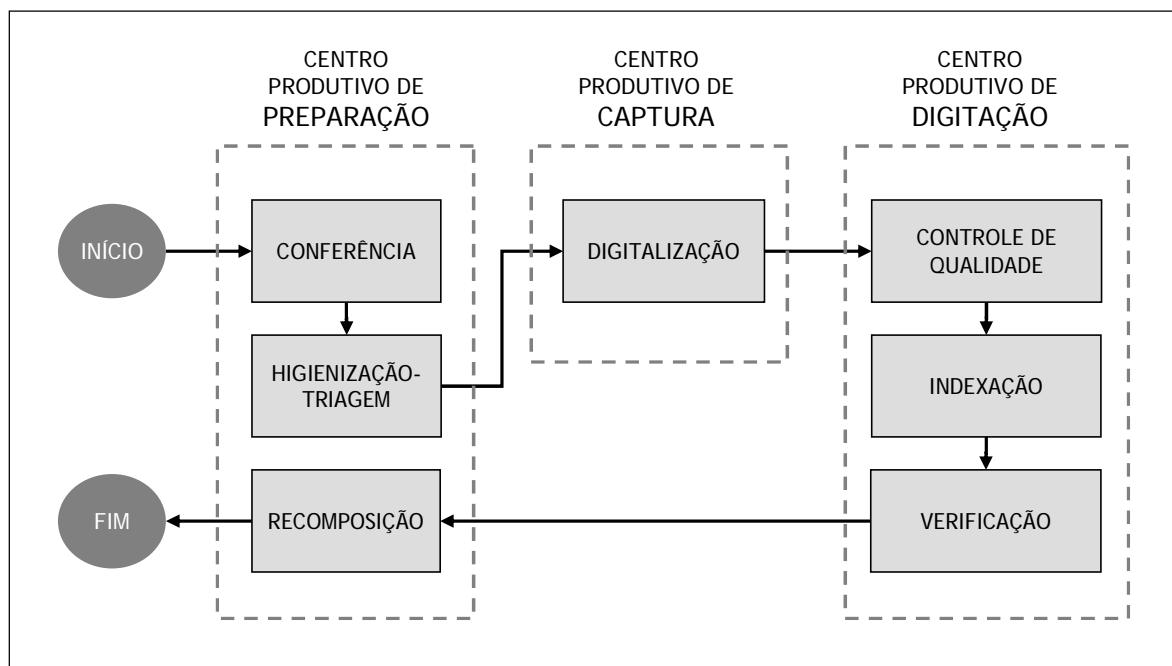 CENTRO
PRODUTIVO DE
PREPARAÇÃO
CENTRO
PRODUTIVO DE
CAPTURA
CENTRO
PRODUTIVO DE
DIGITAÇÃO
INÍCIO
CONFERÊNCIA
DIGITALIZAÇÃO
CONTROLE DE
QUALIDADE
HIGIENIZAÇÃO-
TRIAGEM
INDEXAÇÃO
FIM
RECOMPOSIÇÃO
VERIFICAÇÃO